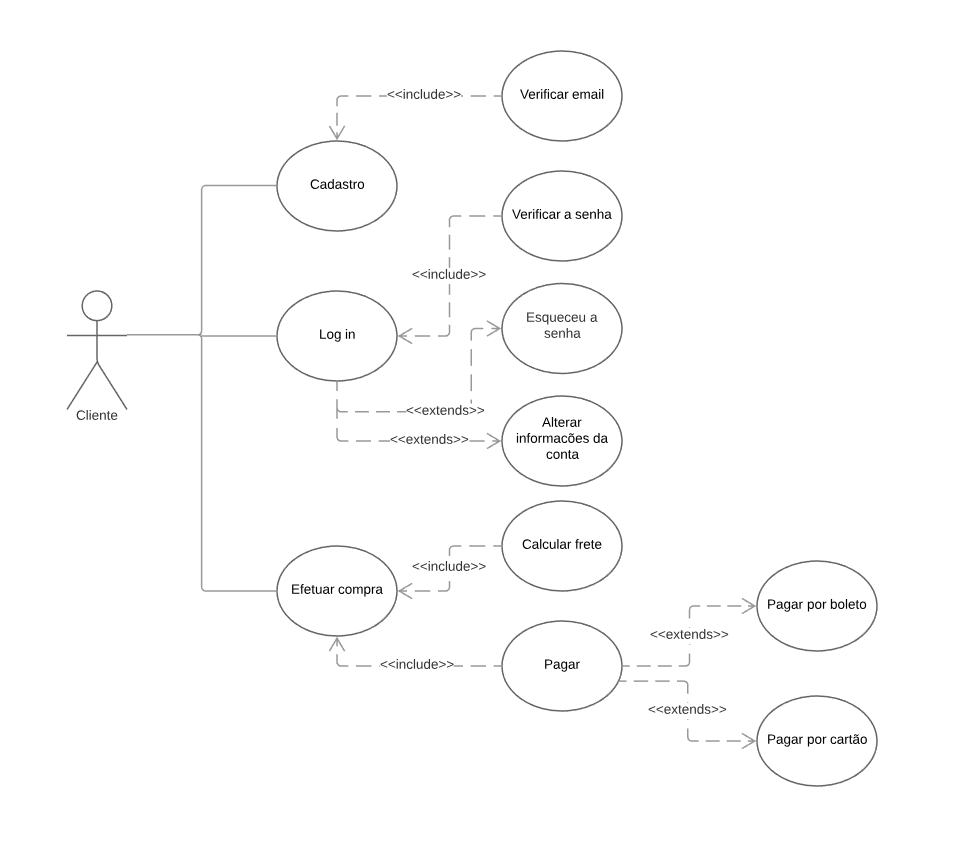 Verificar email
<<include>>
Cadastro
Verificar a senha
<<include>>
Esqueceu a
senha
Log in
Cliente
<<extends>>
<<extends>>
Alterar
informacões da
conta
Calcular frete
<<include>>
Efetuar compra
Pagar por boleto
<<extends>>
<<include>>
Pagar
<<extends>>
Pagar por cartão